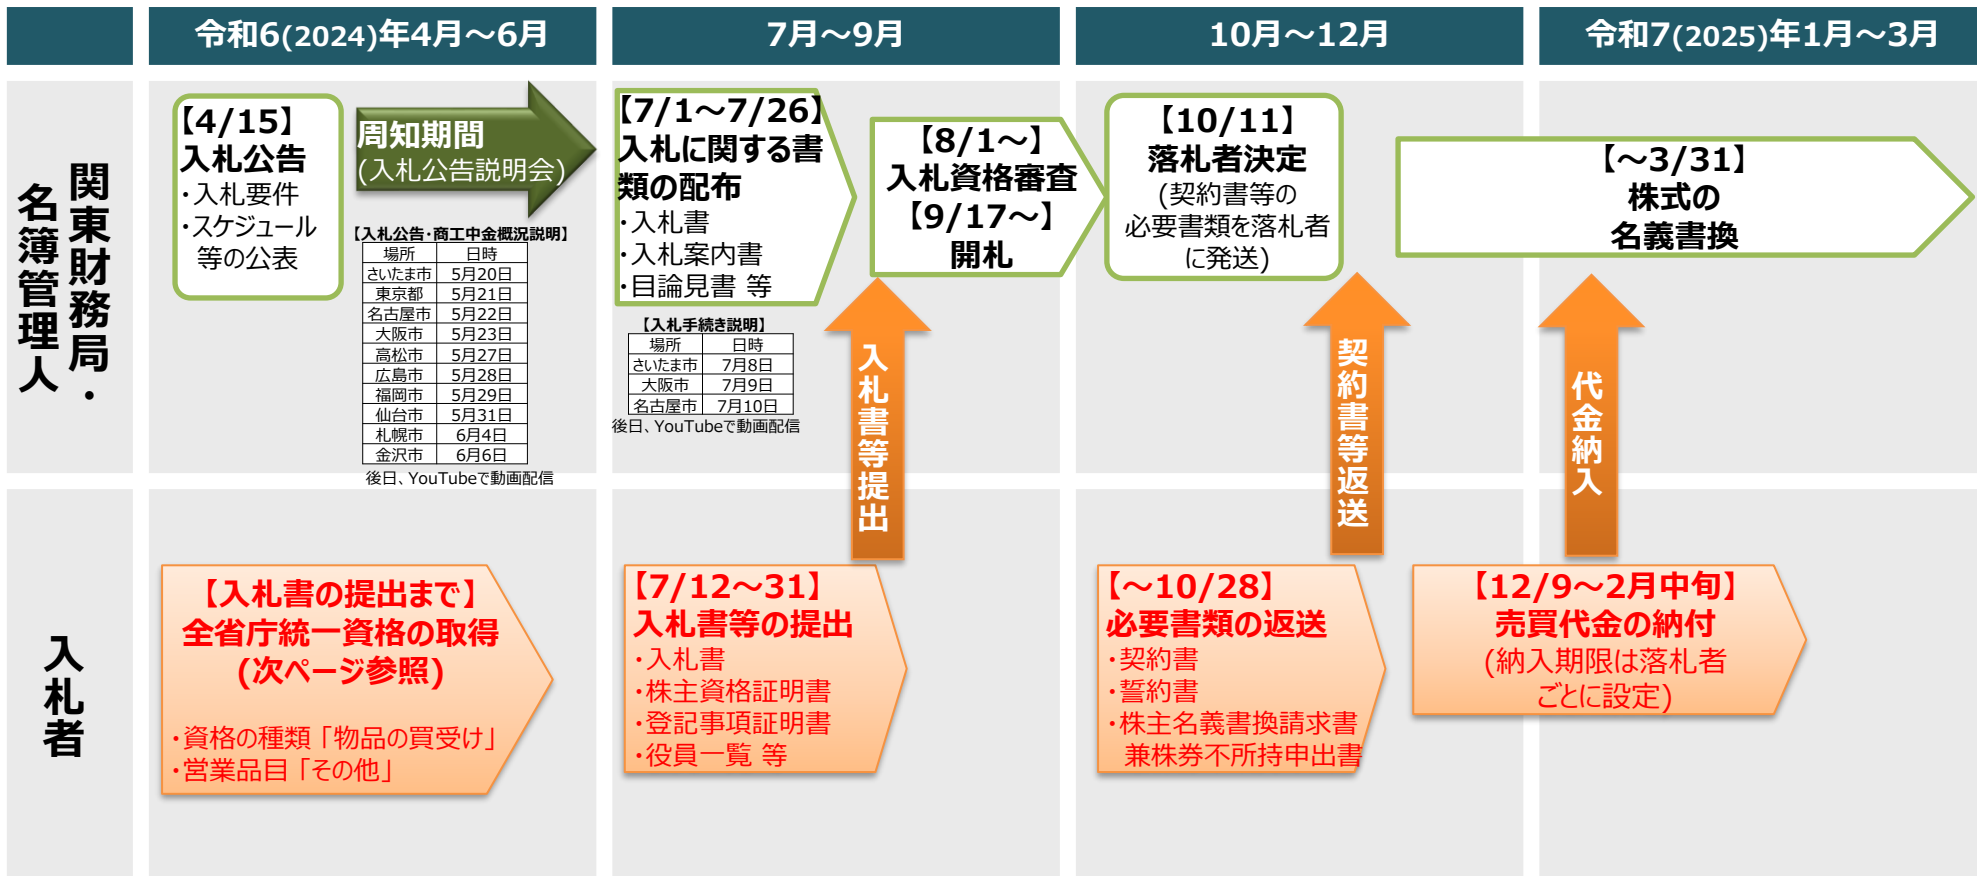 令和6(2024)年4月～6月
7月～9月
10月～12月
令和7(2025)年1月～3月
関東財務局・
名簿管理人
【4/15】
入札公告
・入札要件
・スケジュール
等の公表
周知期間
(入札公告説明会)
【入札公告・商工中金概況説明】
場所 日時
さいたま市 5月20日
東京都 5月21日
名古屋市 5月22日
大阪市 5月23日
高松市 5月27日
広島市 5月28日
福岡市 5月29日
仙台市 5月31日
札幌市 6月4日
金沢市 6月6日
後日、YouTubeで動画配信
【7/1～7/26】
入札に関する書
類の配布
・入札書
・入札案内書
・目論見書 等
【入札手続き説明】
場所 日時
さいたま市 7月8日
大阪市 7月9日
名古屋市 7月10日
後日、YouTubeで動画配信
【8/1～】
入札資格審査
【9/17～】
開札
【10/11】
落札者決定
(契約書等の
必要書類を落札者
に発送)
【～3/31】
株式の
名義書換
入札書等提出
契約書等返送
代金納入
入札者
【入札書の提出まで】
全省庁統一資格の取得
(次ページ参照)
・資格の種類「物品の買受け」
・営業品目「その他」
【7/12～31】
入札書等の提出
・入札書
・株主資格証明書
・登記事項証明書
・役員一覧 等
【～10/28】
必要書類の返送
・契約書
・誓約書
・株主名義書換請求書
兼株券不所持申出書
【12/9～2月中旬】
売買代金の納付
(納入期限は落札者
ごとに設定)